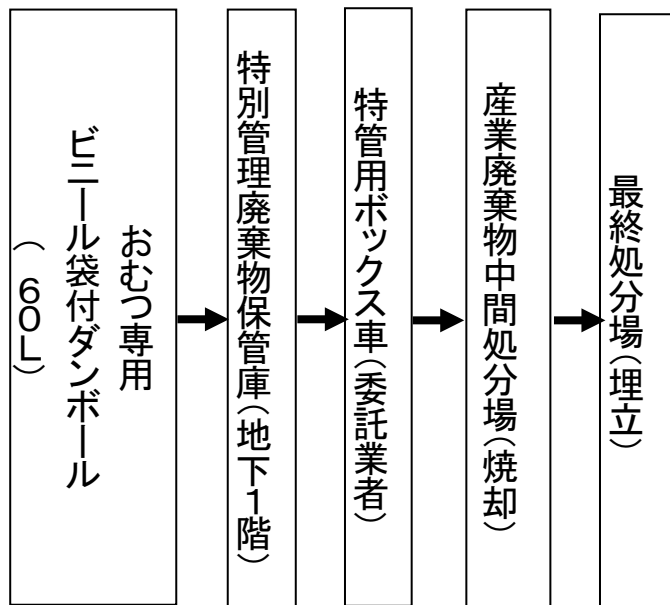 おむつ専用
ビニール袋付ダンボール
(60L)
特別管理廃棄物保管庫(地下1階)
特管用ボックス車(委託業者)
産業廃棄物中間処分場(焼却)
最終処分場(埋立)